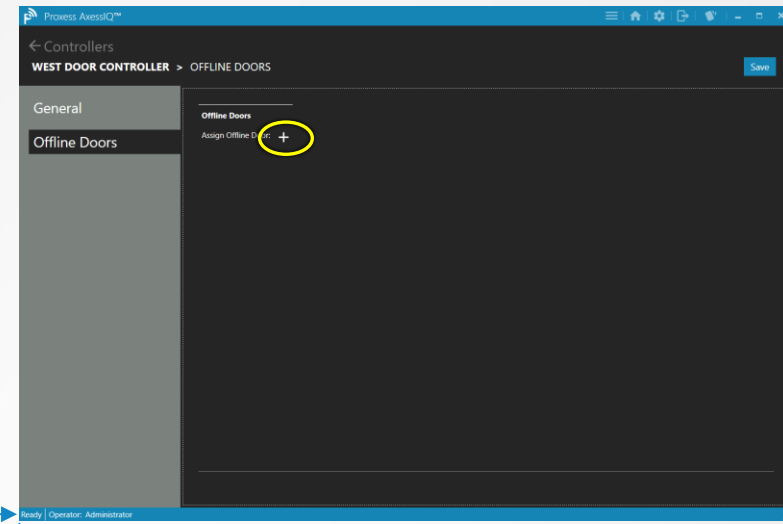 Proxess AxessIQ™
Controllers
WEST DOOR CONTROLLER > OFFLINE DOORS
Save
General
Offline Doors
Offline Doors
Assign Offline Door:
Ready Operator: Administrator